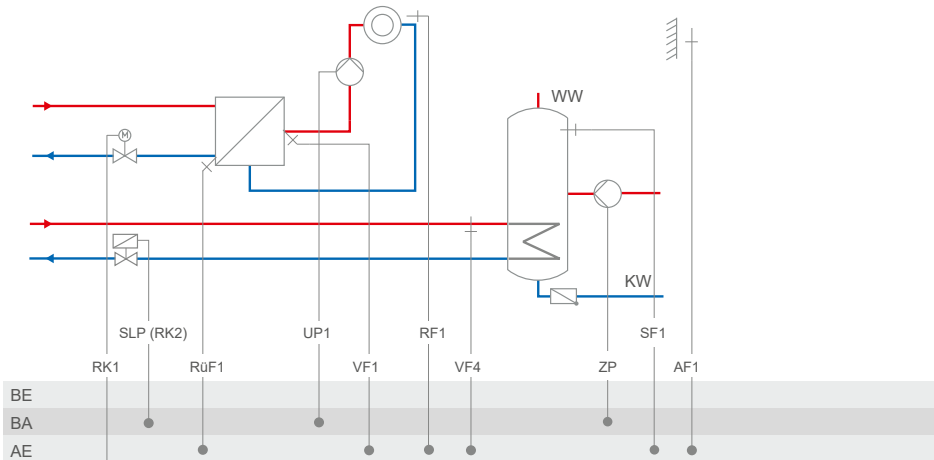 WW
M
KW
SLP (RK2) UP1 RF1 SF1
RK1 RüF1 VF1 VF4 ZP AF1
BE
BA
AE